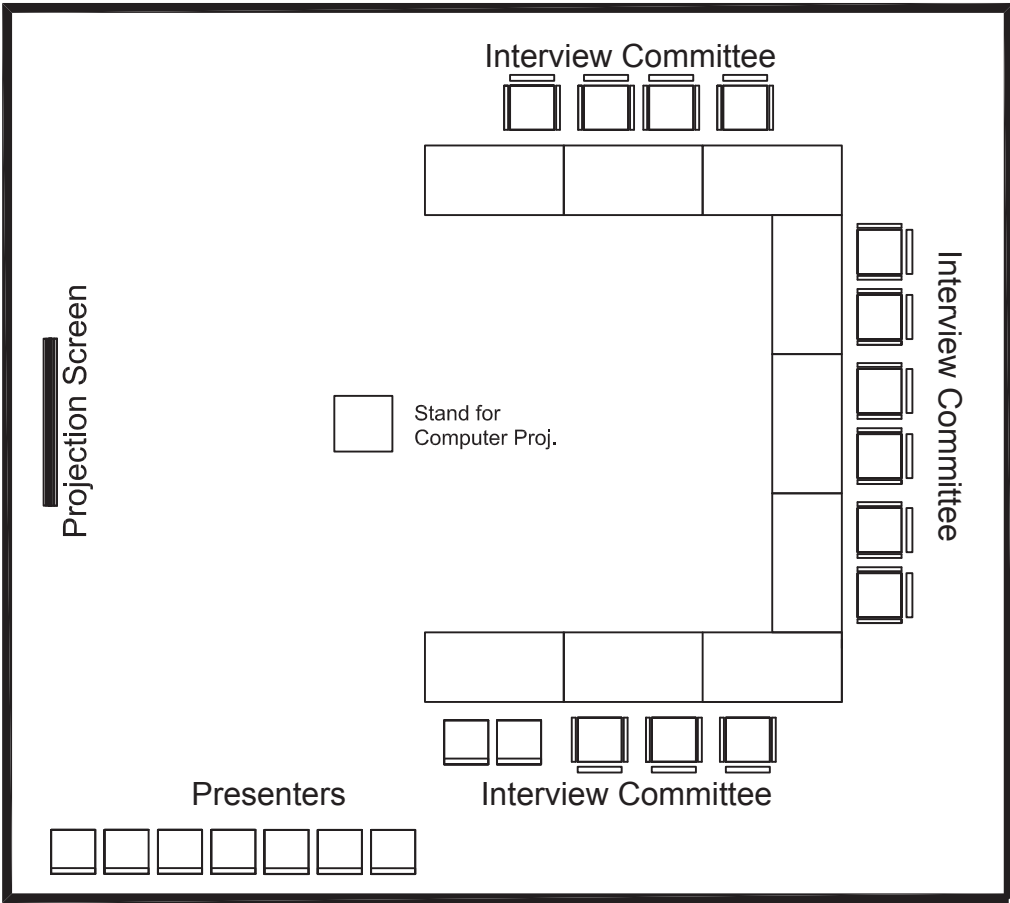 Interview Committee
Projection Screen
Interview Committee
Stand for
Computer Proj.
Presenters
Interview Committee